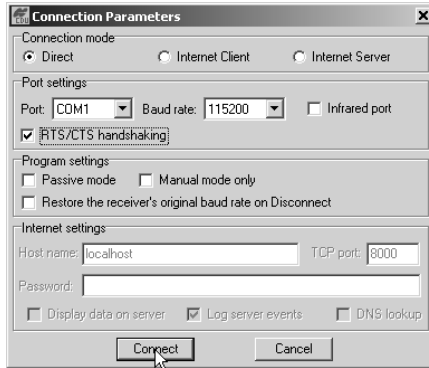 Connection Parameters
Connection mode
Direct Internet Client Internet Server
Port settings
Port: COM1 Baud rate: 115200 Infrared port
RTS/CTS handshaking
Program settings
Passive mode Manual mode only
Restore the receiver's original baud rate on Disconnect
Internet settings
Host name: localhost TCP port: 8000
Password:
Display data on server Log server events DNS lookup
Connect Cancel